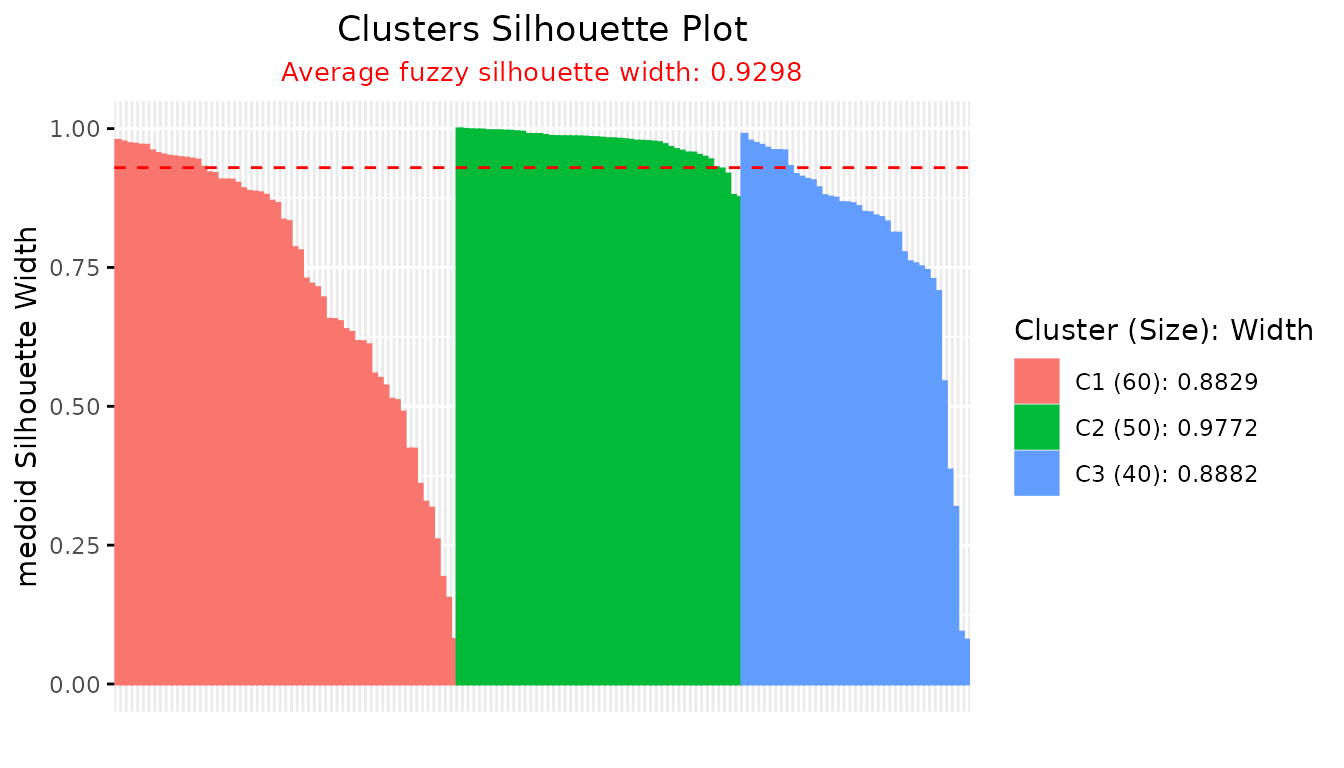 Clusters Silhouette Plot
Average fuzzy silhouette width: 0.9298
medoid Silhouette Width
1.00
0.75
0.50
0.25
0.00
Cluster (Size): Width
C1 (60): 0.8829
C2 (50): 0.9772
C3 (40): 0.8882